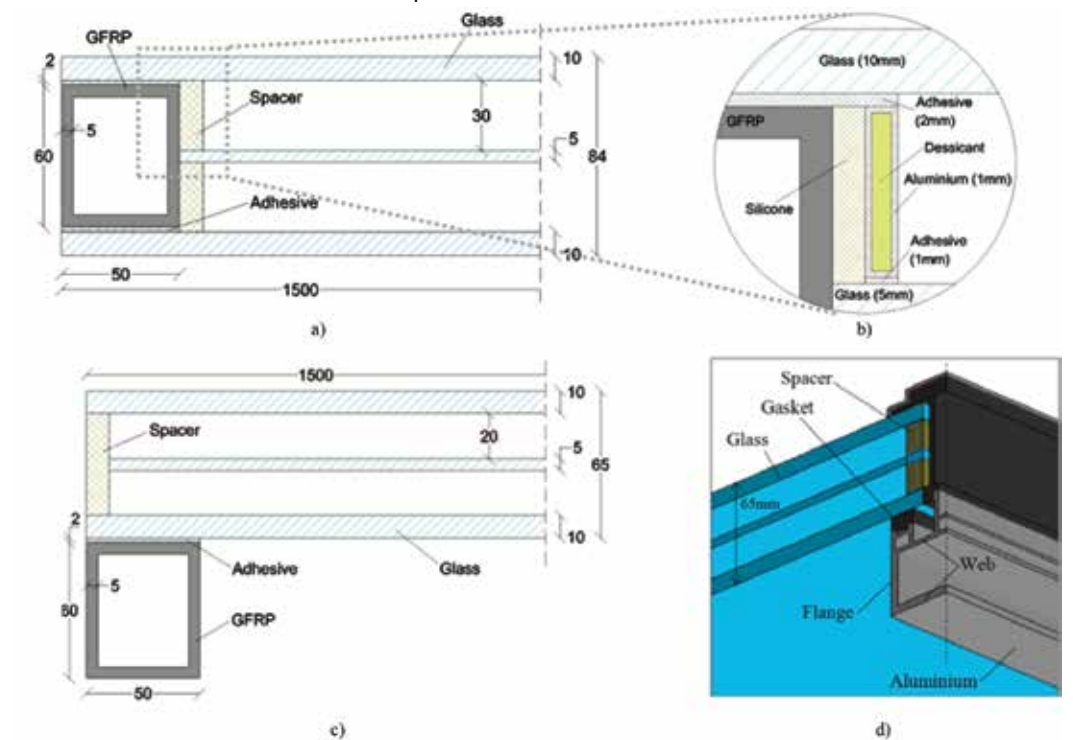 GFRP
Glass
2
10
Spacer
5
30
60
5
84
Adhesive
10
50
1500
a)
Glass (10mm)
Adhesive
(2mm)
GFRP
Dessicant
Aluminium (1mm)
Silicone
Adhesive
(1mm)
Glass (5mm)
b)
1500
10
Spacer
20
5
65
2
10
Adhesive
Glass
5
60
GFRP
50
c)
Spacer
Gasket
Glass
65mm
Web
Flange
Aluminium
d)